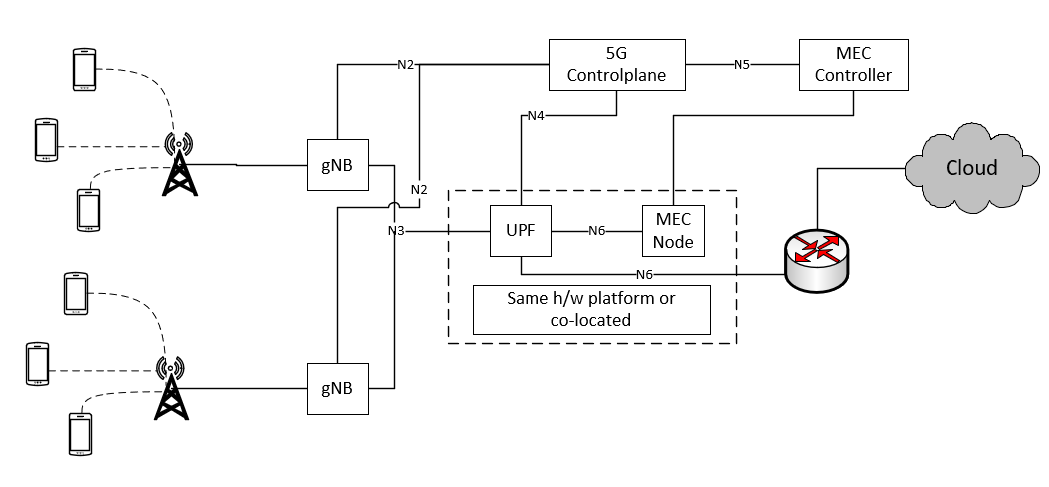 N2
5G
Controlplane
N5
MEC
Controller
N4
gNB
Cloud
N2
N3
UPF
N6
MEC
Node
N6
Same h/w platform or
co-located
gNB